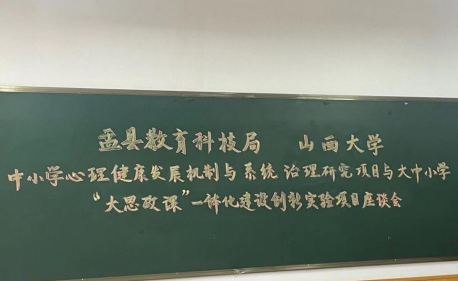 盂县教育科技局 山西大学
中小学心理健康发展机制与系统治理研究项目与大中小学
“大思政课”一体化建设创新实验项目座谈会